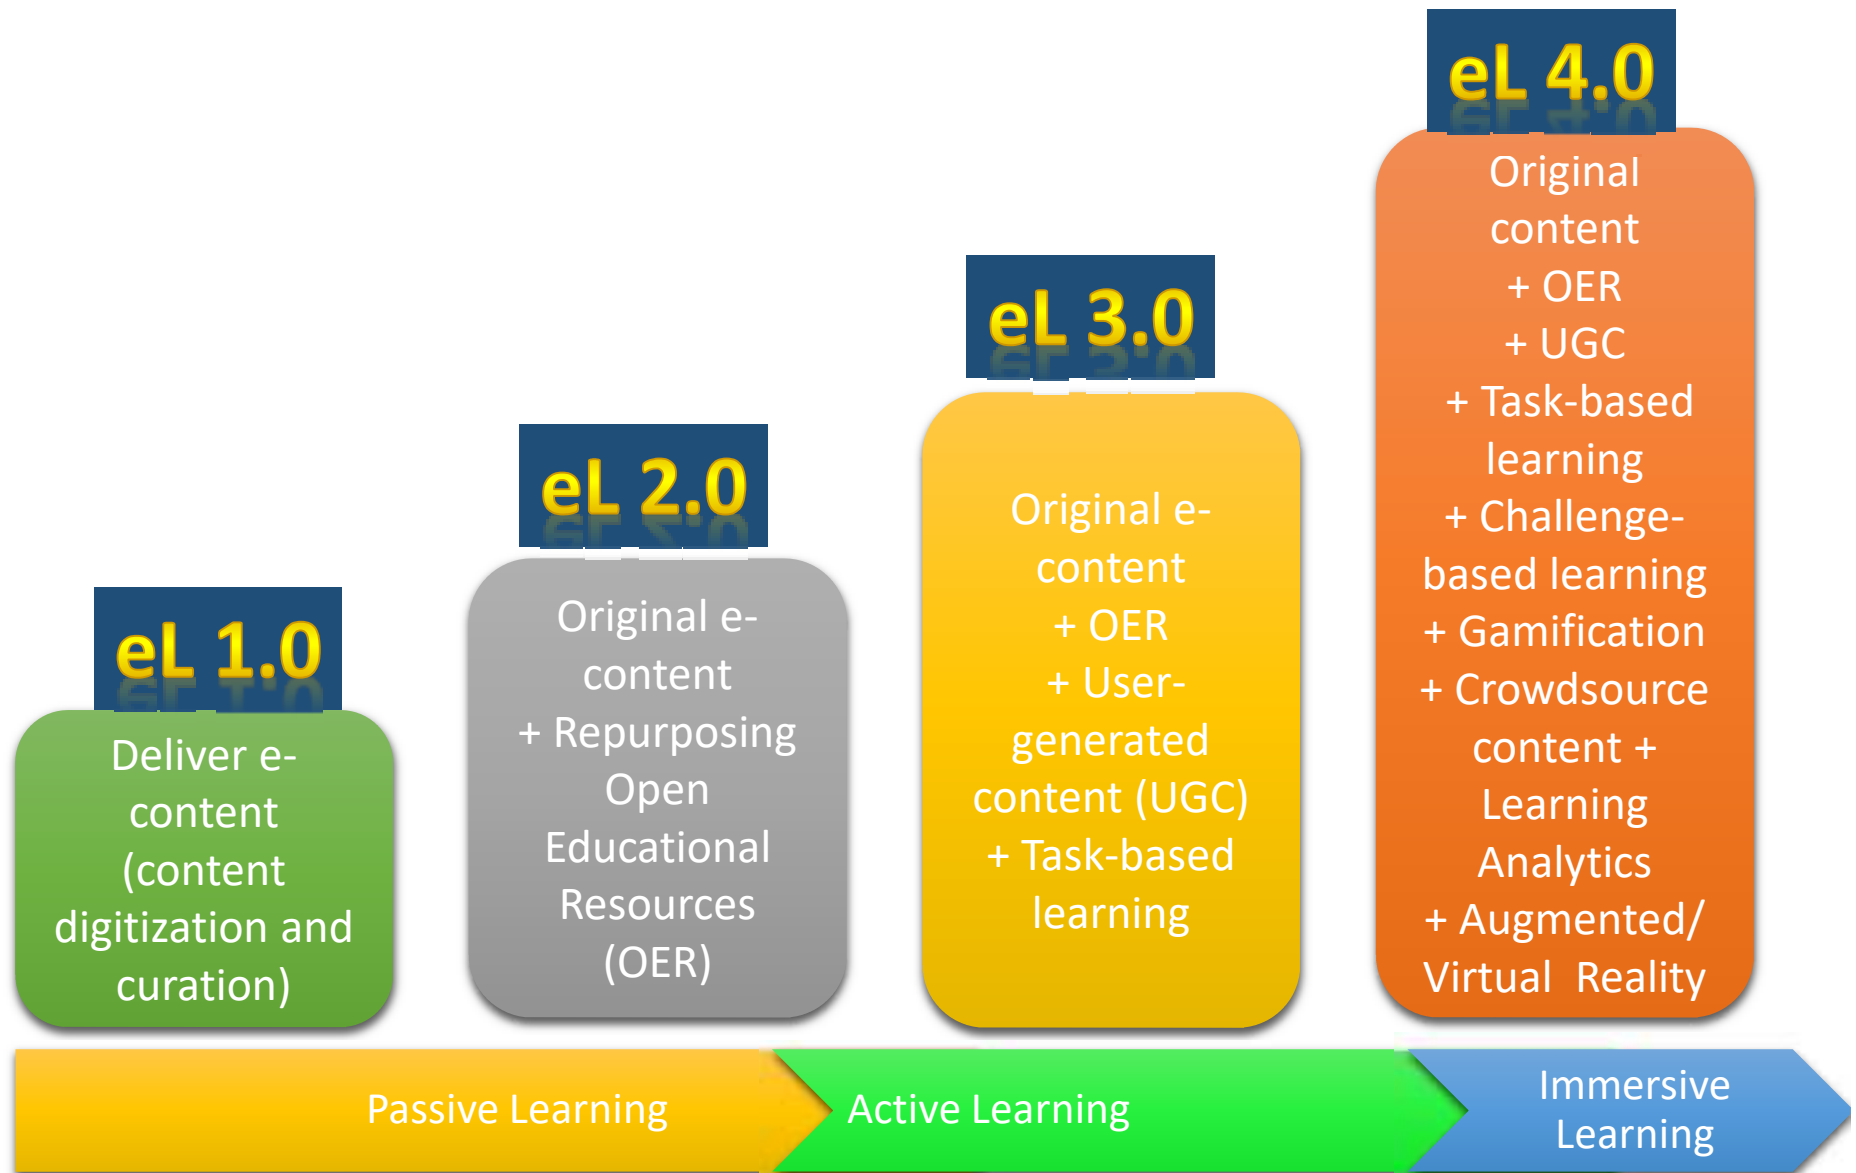 eL 1.0
Deliver e-
content
(content
digitization and
curation)
eL 2.0
Original e-
content
+ Repurposing
Open
Educational
Resources
(OER)
eL 3.0
Original e-
content
+ OER
+ User-
generated
content (UGC)
+ Task-based
learning
eL 4.0
Original
content
+ OER
+ UGC
+ Task-based
learning
+ Challenge-
based learning
+ Gamification
+ Crowdsource
content +
Learning
Analytics
+ Augmented/
Virtual Reality
Passive Learning
Active Learning
Immersive
Learning